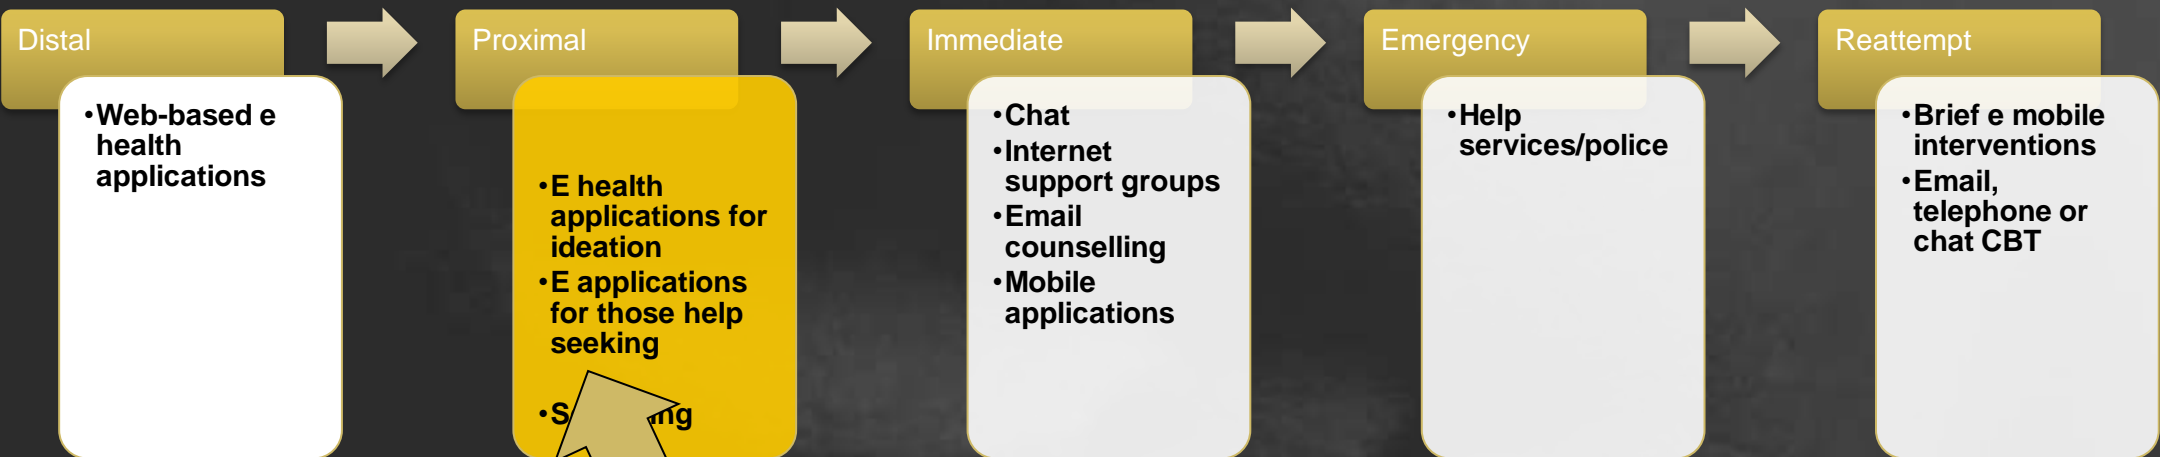 Distal
•Web-based e
health
applications
Proximal
•E health
applications for
ideation
•E applications
for those help
seeking
Immediate
•Chat
•Internet
support groups
•Email
counselling
•Mobile
applications
Emergency
•Help
services/police
Reattempt
•Brief e mobile
interventions
•Email,
telephone or
chat CBT